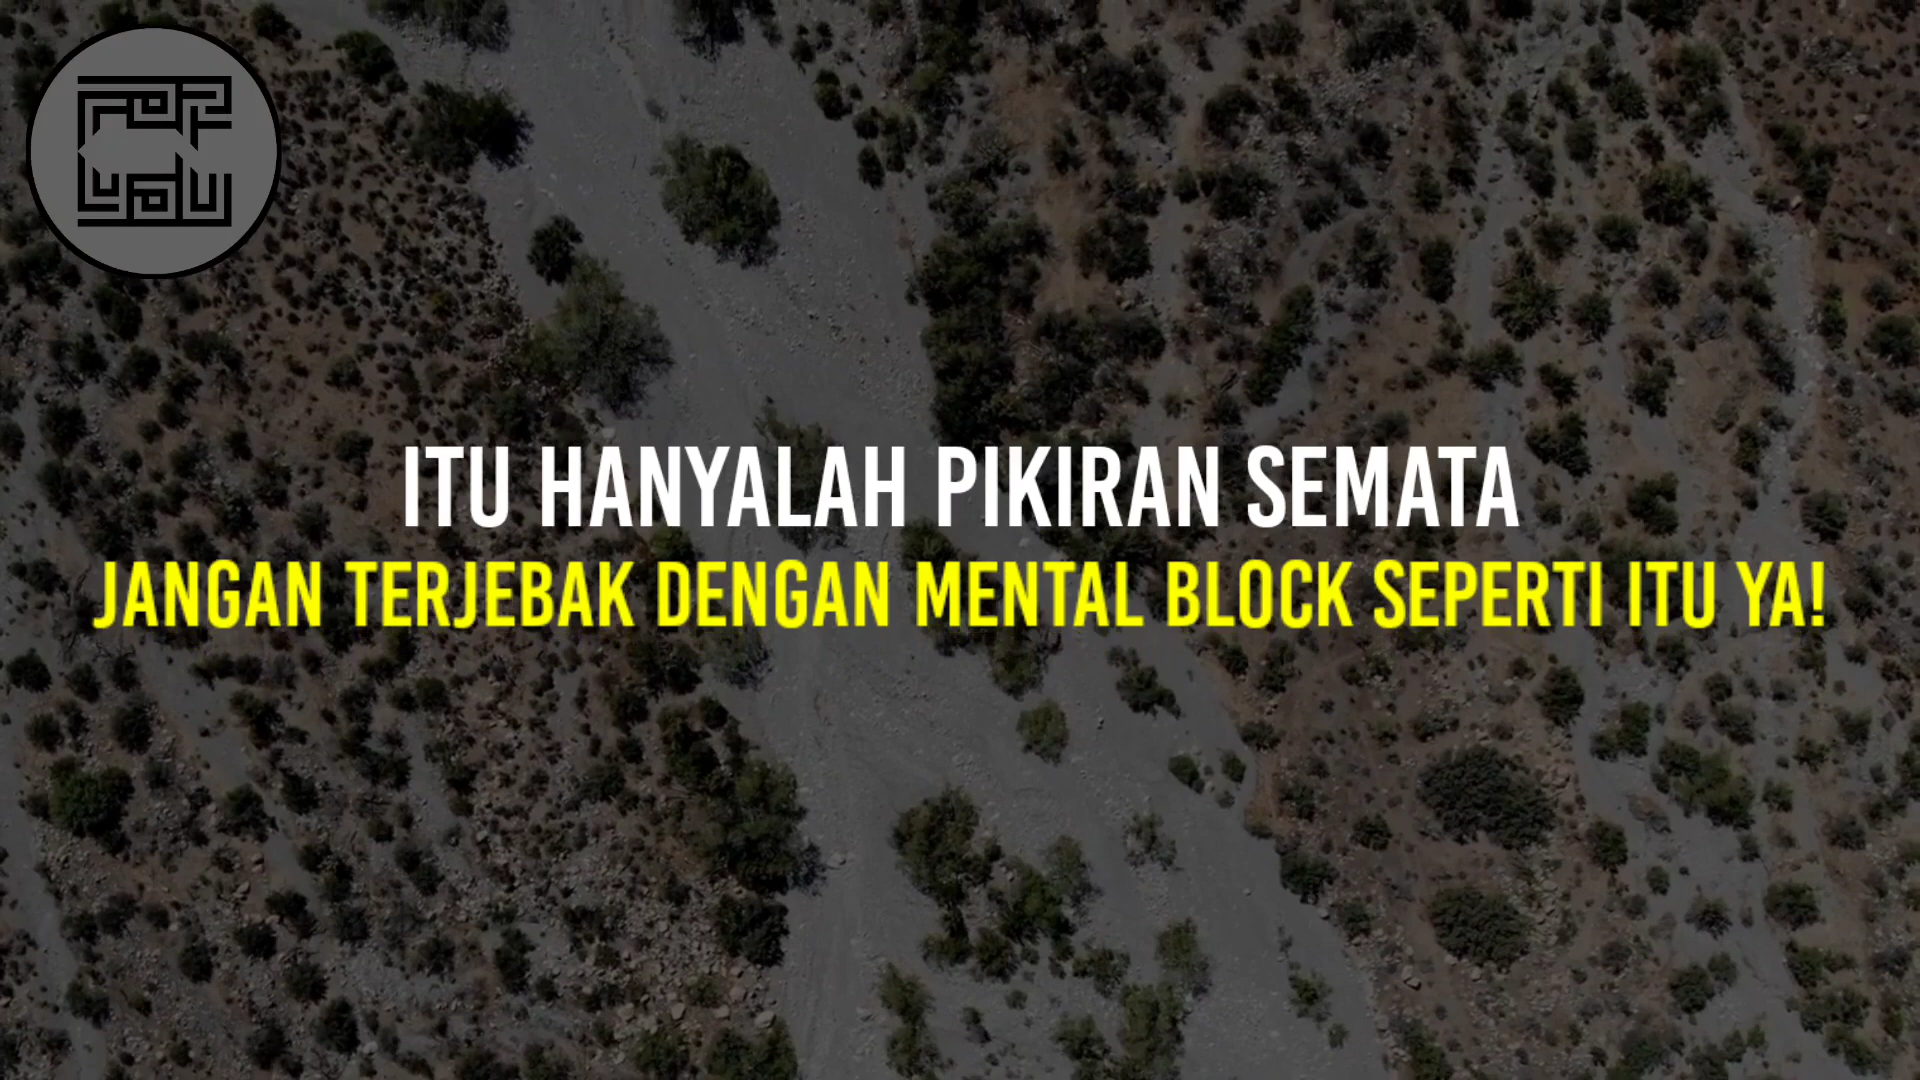 ITU HANYALAH PIKIRAN SEMATA
JANGAN TERJEBAK DENGAN MENTAL BLOCK SEPERTI ITU YA!